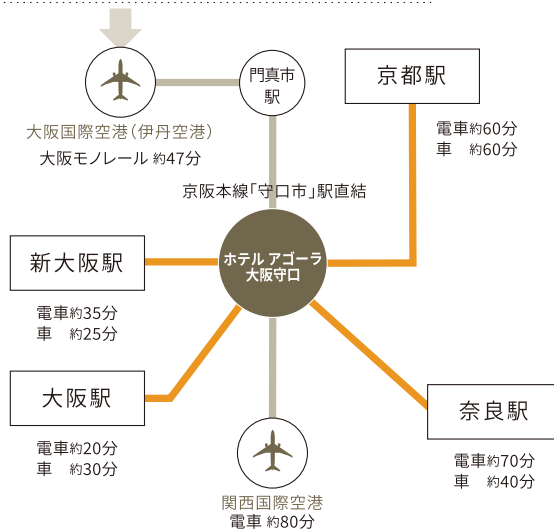 門真市
駅
京都駅
電車約60分
車　約60分
大阪国際空港（伊丹空港）
大阪モノレール 約47分
京阪本線「守口市」駅直結
ホテル アゴーラ
大阪守口
新大阪駅
電車約35分
車　約25分
大阪駅
電車約20分
車　約30分
奈良駅
電車約70分
車　約40分
関西国際空港
電車 約80分